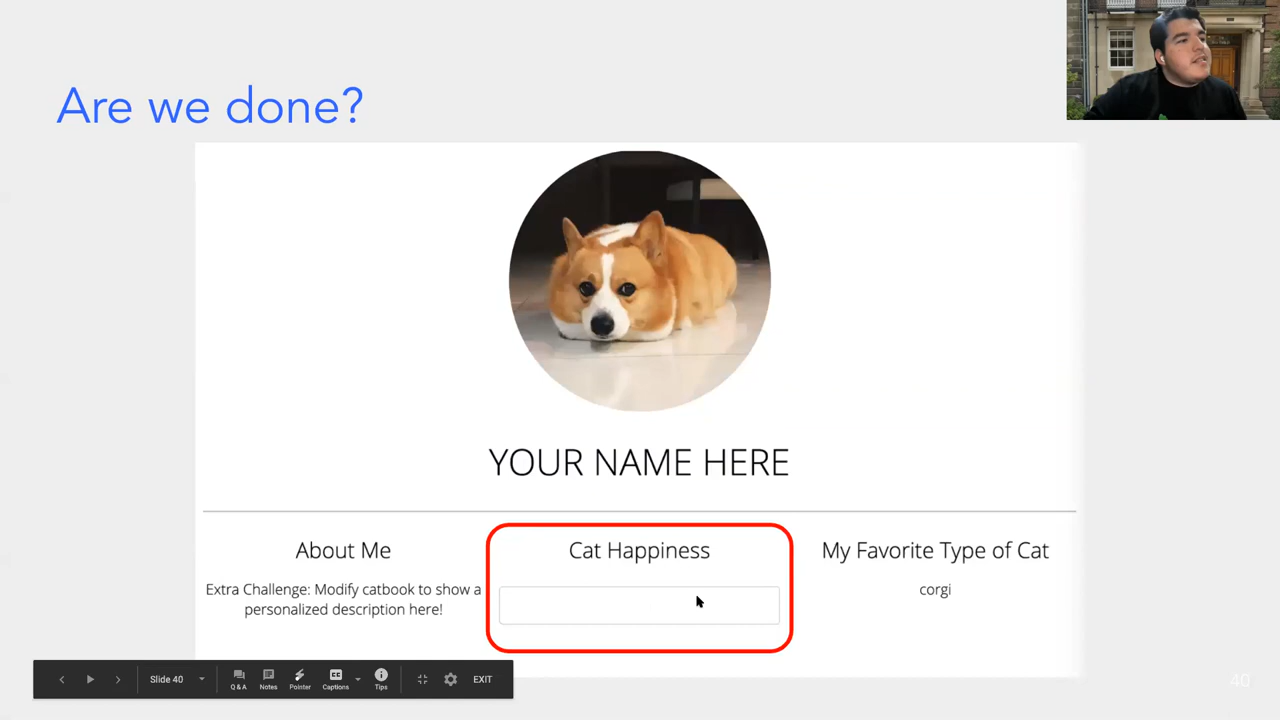 Are we done?
YOUR NAME HERE
About Me
Extra Challenge: Modify catbook to show a
personalized description here!
Cat Happiness
My Favorite Type of Cat
corgi
Slide 40
Q & A
Notes
Pointer
CC
Captions
Tips
EXIT
40